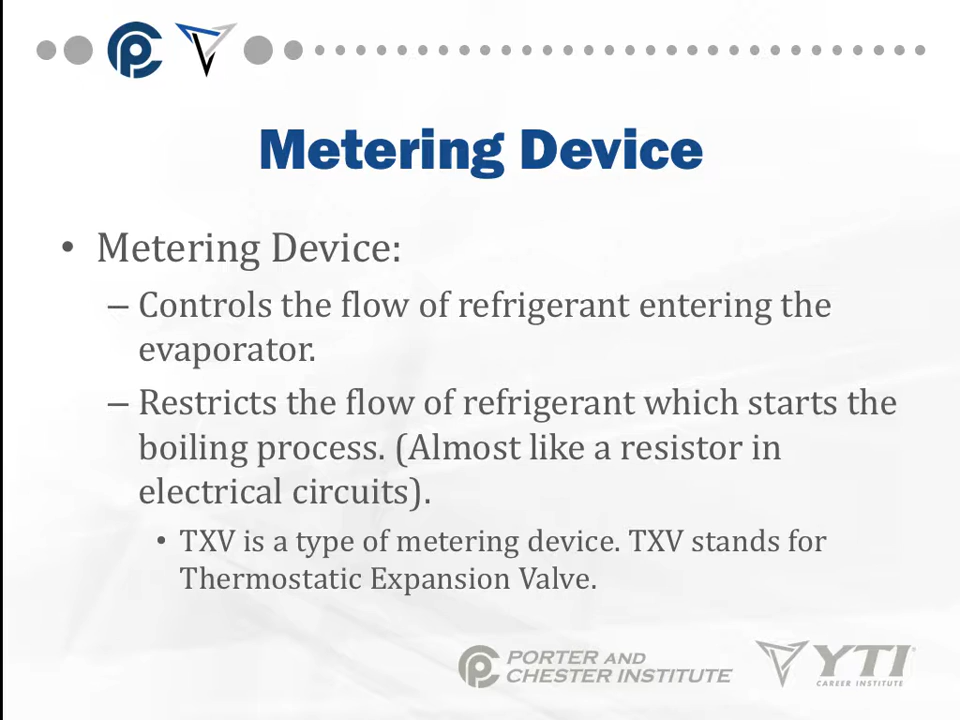 Metering Device
• Metering Device:
– Controls the flow of refrigerant entering the
evaporator.
– Restricts the flow of refrigerant which starts the
boiling process. (Almost like a resistor in
electrical circuits).
• TXV is a type of metering device. TXV stands for
Thermostatic Expansion Valve.
PORTER AND
CHESTER INSTITUTE
YTI
CAREER INSTITUTE